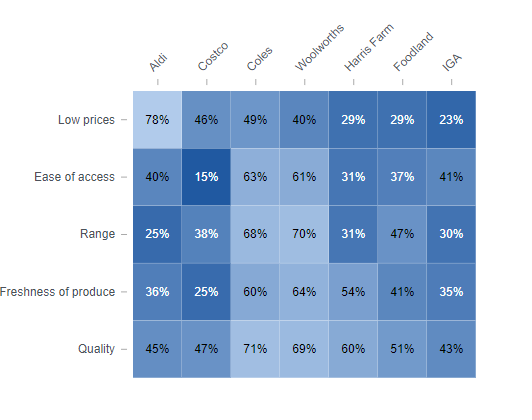 Aldi Costco Coles Woolworths Harris Farm Foodland IGA
Low prices 78% 46% 49% 40% 29% 29% 23%
Ease of access 40% 15% 63% 61% 31% 37% 41%
Range 25% 38% 68% 70% 31% 47% 30%
Freshness of produce 36% 25% 60% 64% 54% 41% 35%
Quality 45% 47% 71% 69% 60% 51% 43%